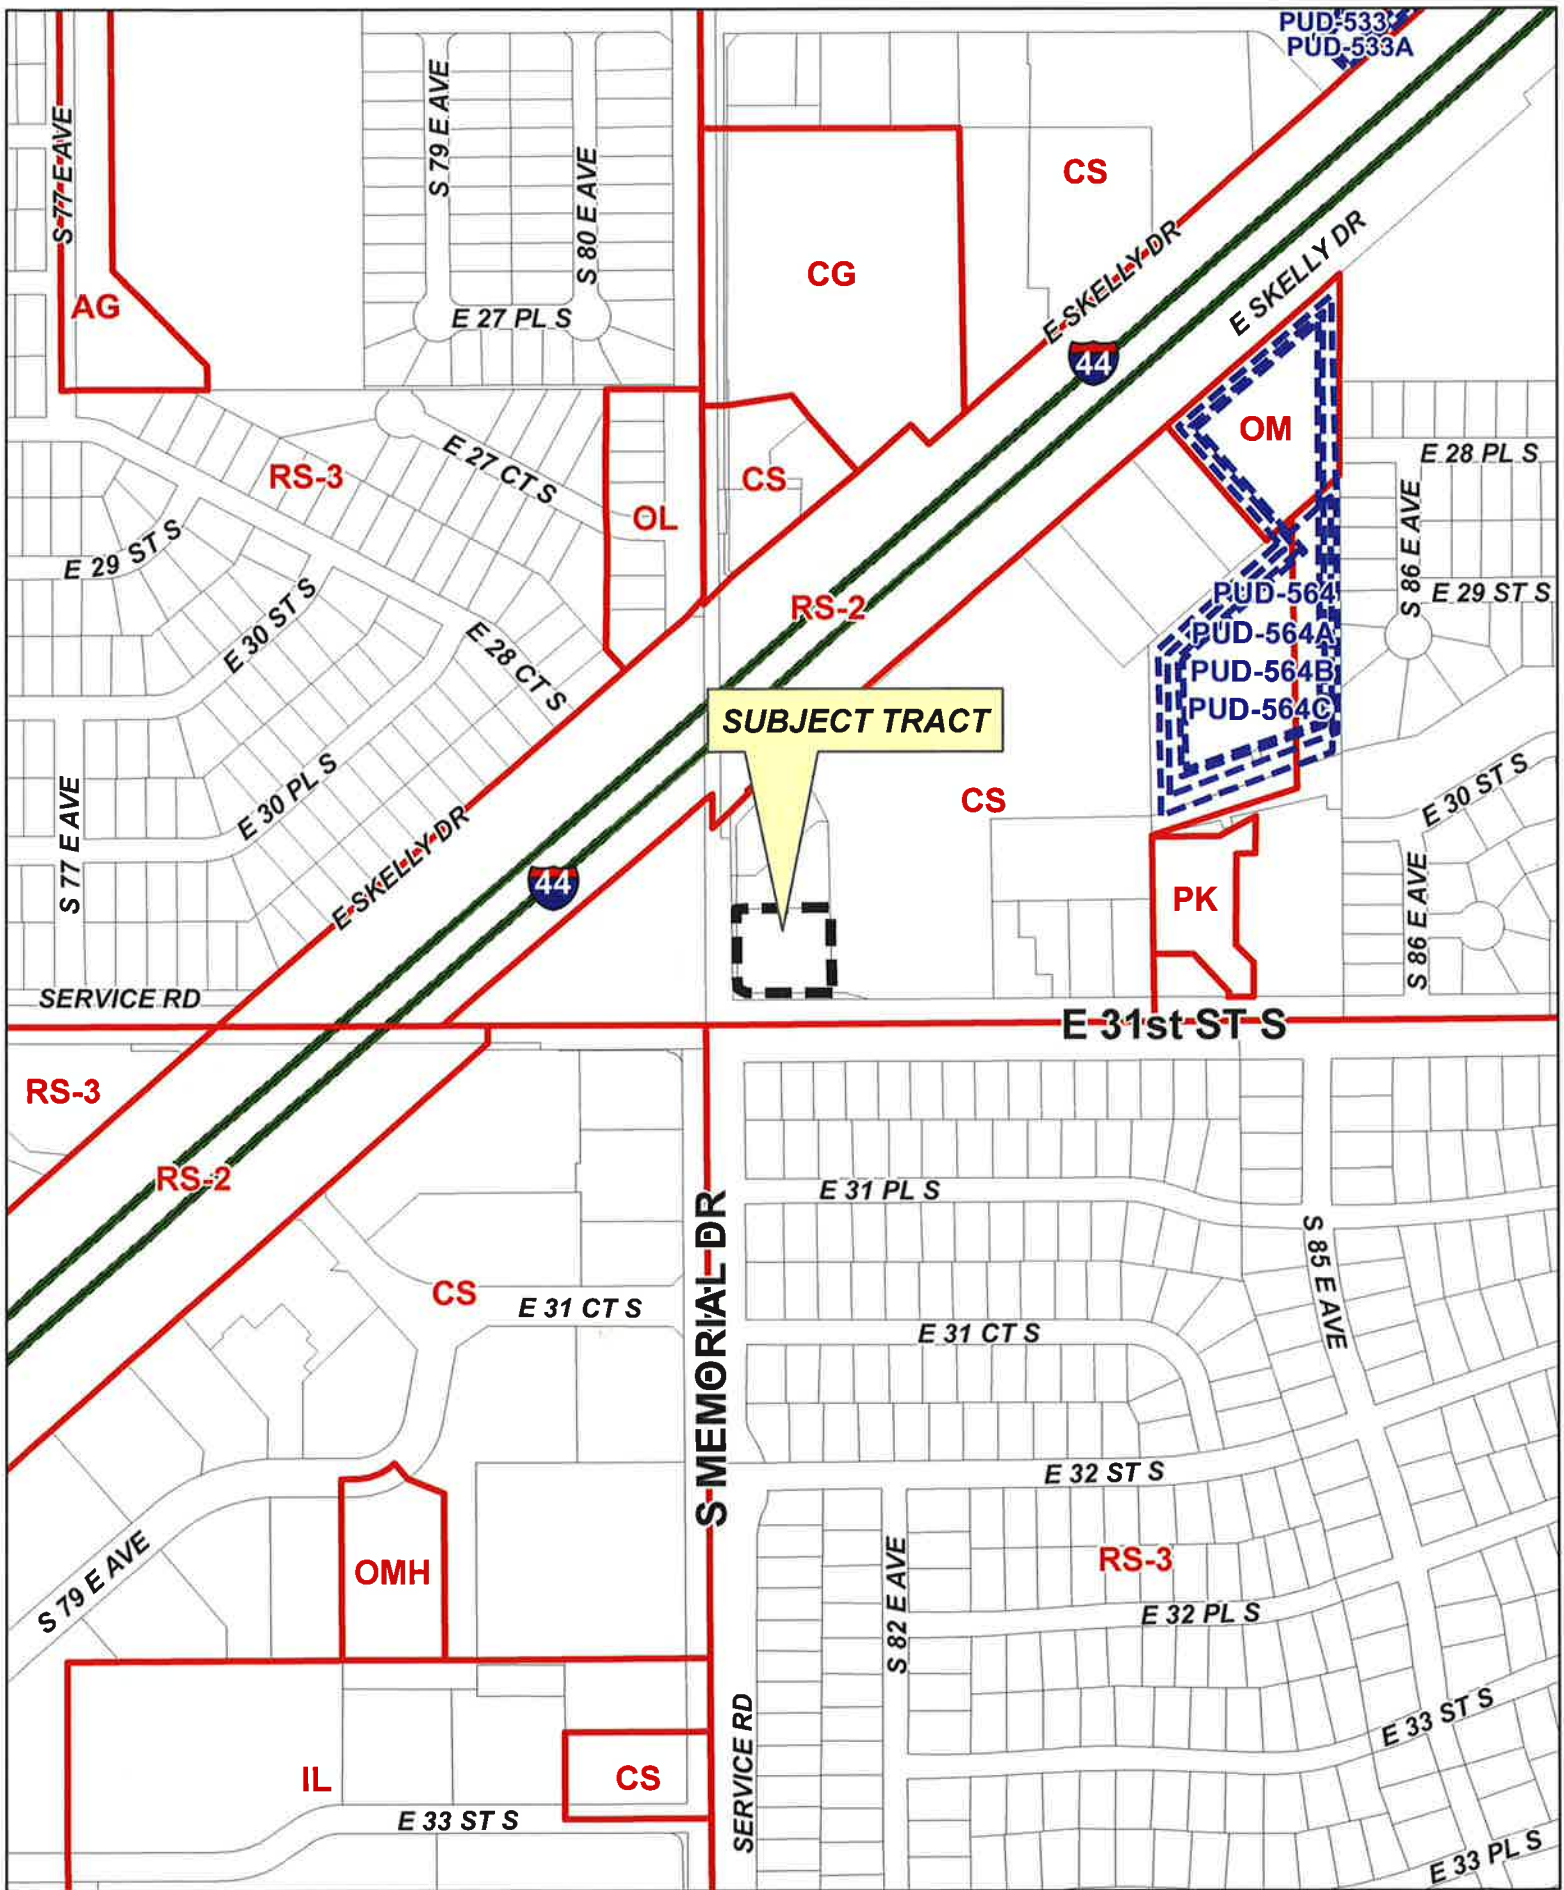 PUD-533
PUD-533A
S 77 E AVE
S 79 E AVE
S 80 E AVE
CS
CG
E SKELLY DR
E SKELLY DR
AG
E 27 PL S
44
OM
E 28 PL S
RS-3
E 27 CT S
CS
OL
S 86 E AVE
E 29 ST S
E 29 ST S
E 30 ST S
E 28 CT S
RS-2
PUD-564
PUD-564A
PUD-564B
PUD-564C
SUBJECT TRACT
S 77 E AVE
E 30 PL S
CS
E 30 ST S
E SKELLY DR
44
PK
S 86 E AVE
SERVICE RD
E 31st ST S
RS-3
RS-2
E 31 PL S
S MEMORIAL DR
S 85 E AVE
CS
E 31 CT S
E 31 CT S
E 32 ST S
RS-3
OMH
S 79 E AVE
S 82 E AVE
E 32 PL S
E 33 ST S
SERVICE RD
IL
CS
E 33 ST S
E 33 PL S